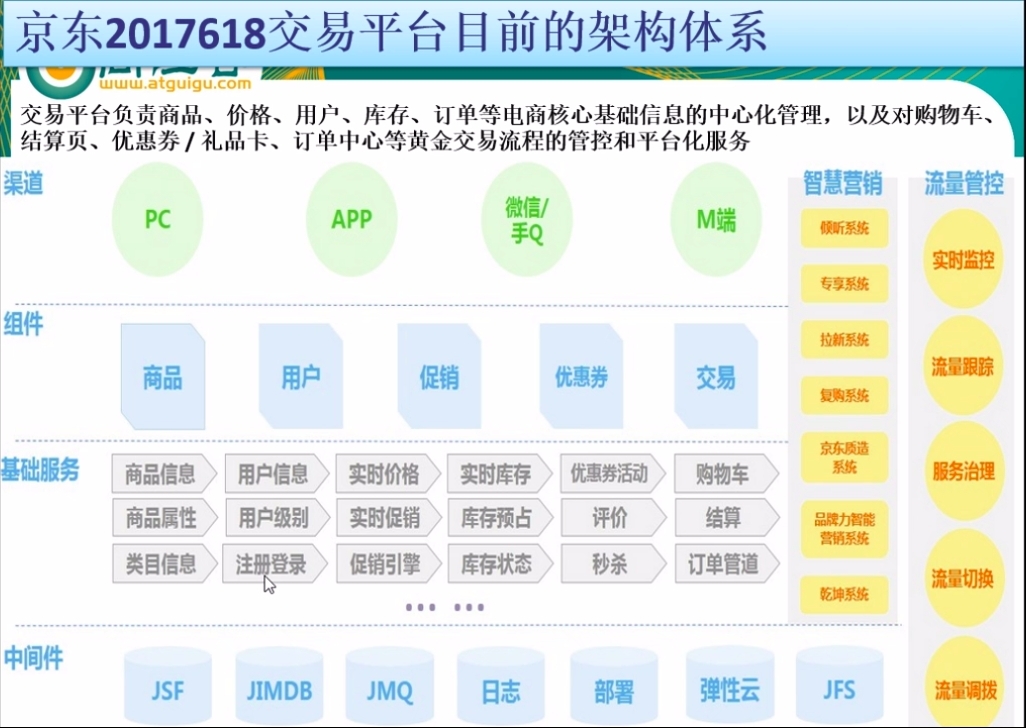 京东2017618交易平台目前的架构体系
www.atguigu.com
交易平台负责商品、价格、用户、库存、订单等电商核心基础信息的中心化管理，以及对购物车、
结算页、优惠券 / 礼品卡、订单中心等黄金交易流程的管控和平台化服务
渠道
PC
APP
微信/
手Q
M端
组件
商品
用户
促销
优惠券
交易
基础服务
商品信息
用户信息
实时价格
实时库存
优惠券活动
购物车
商品属性
用户级别
实时促销
库存预占
评价
结算
类目信息
注册登录
促销引擎
库存状态
秒杀
订单管道
... ...
中间件
JSF
JIMDB
JMQ
日志
部署
弹性云
JFS
智慧营销
倾听系统
专享系统
拉新系统
复购系统
京东质造
系统
品牌力智能
营销系统
乾坤系统
流量管控
实时监控
流量跟踪
服务治理
流量切换
流量调拨